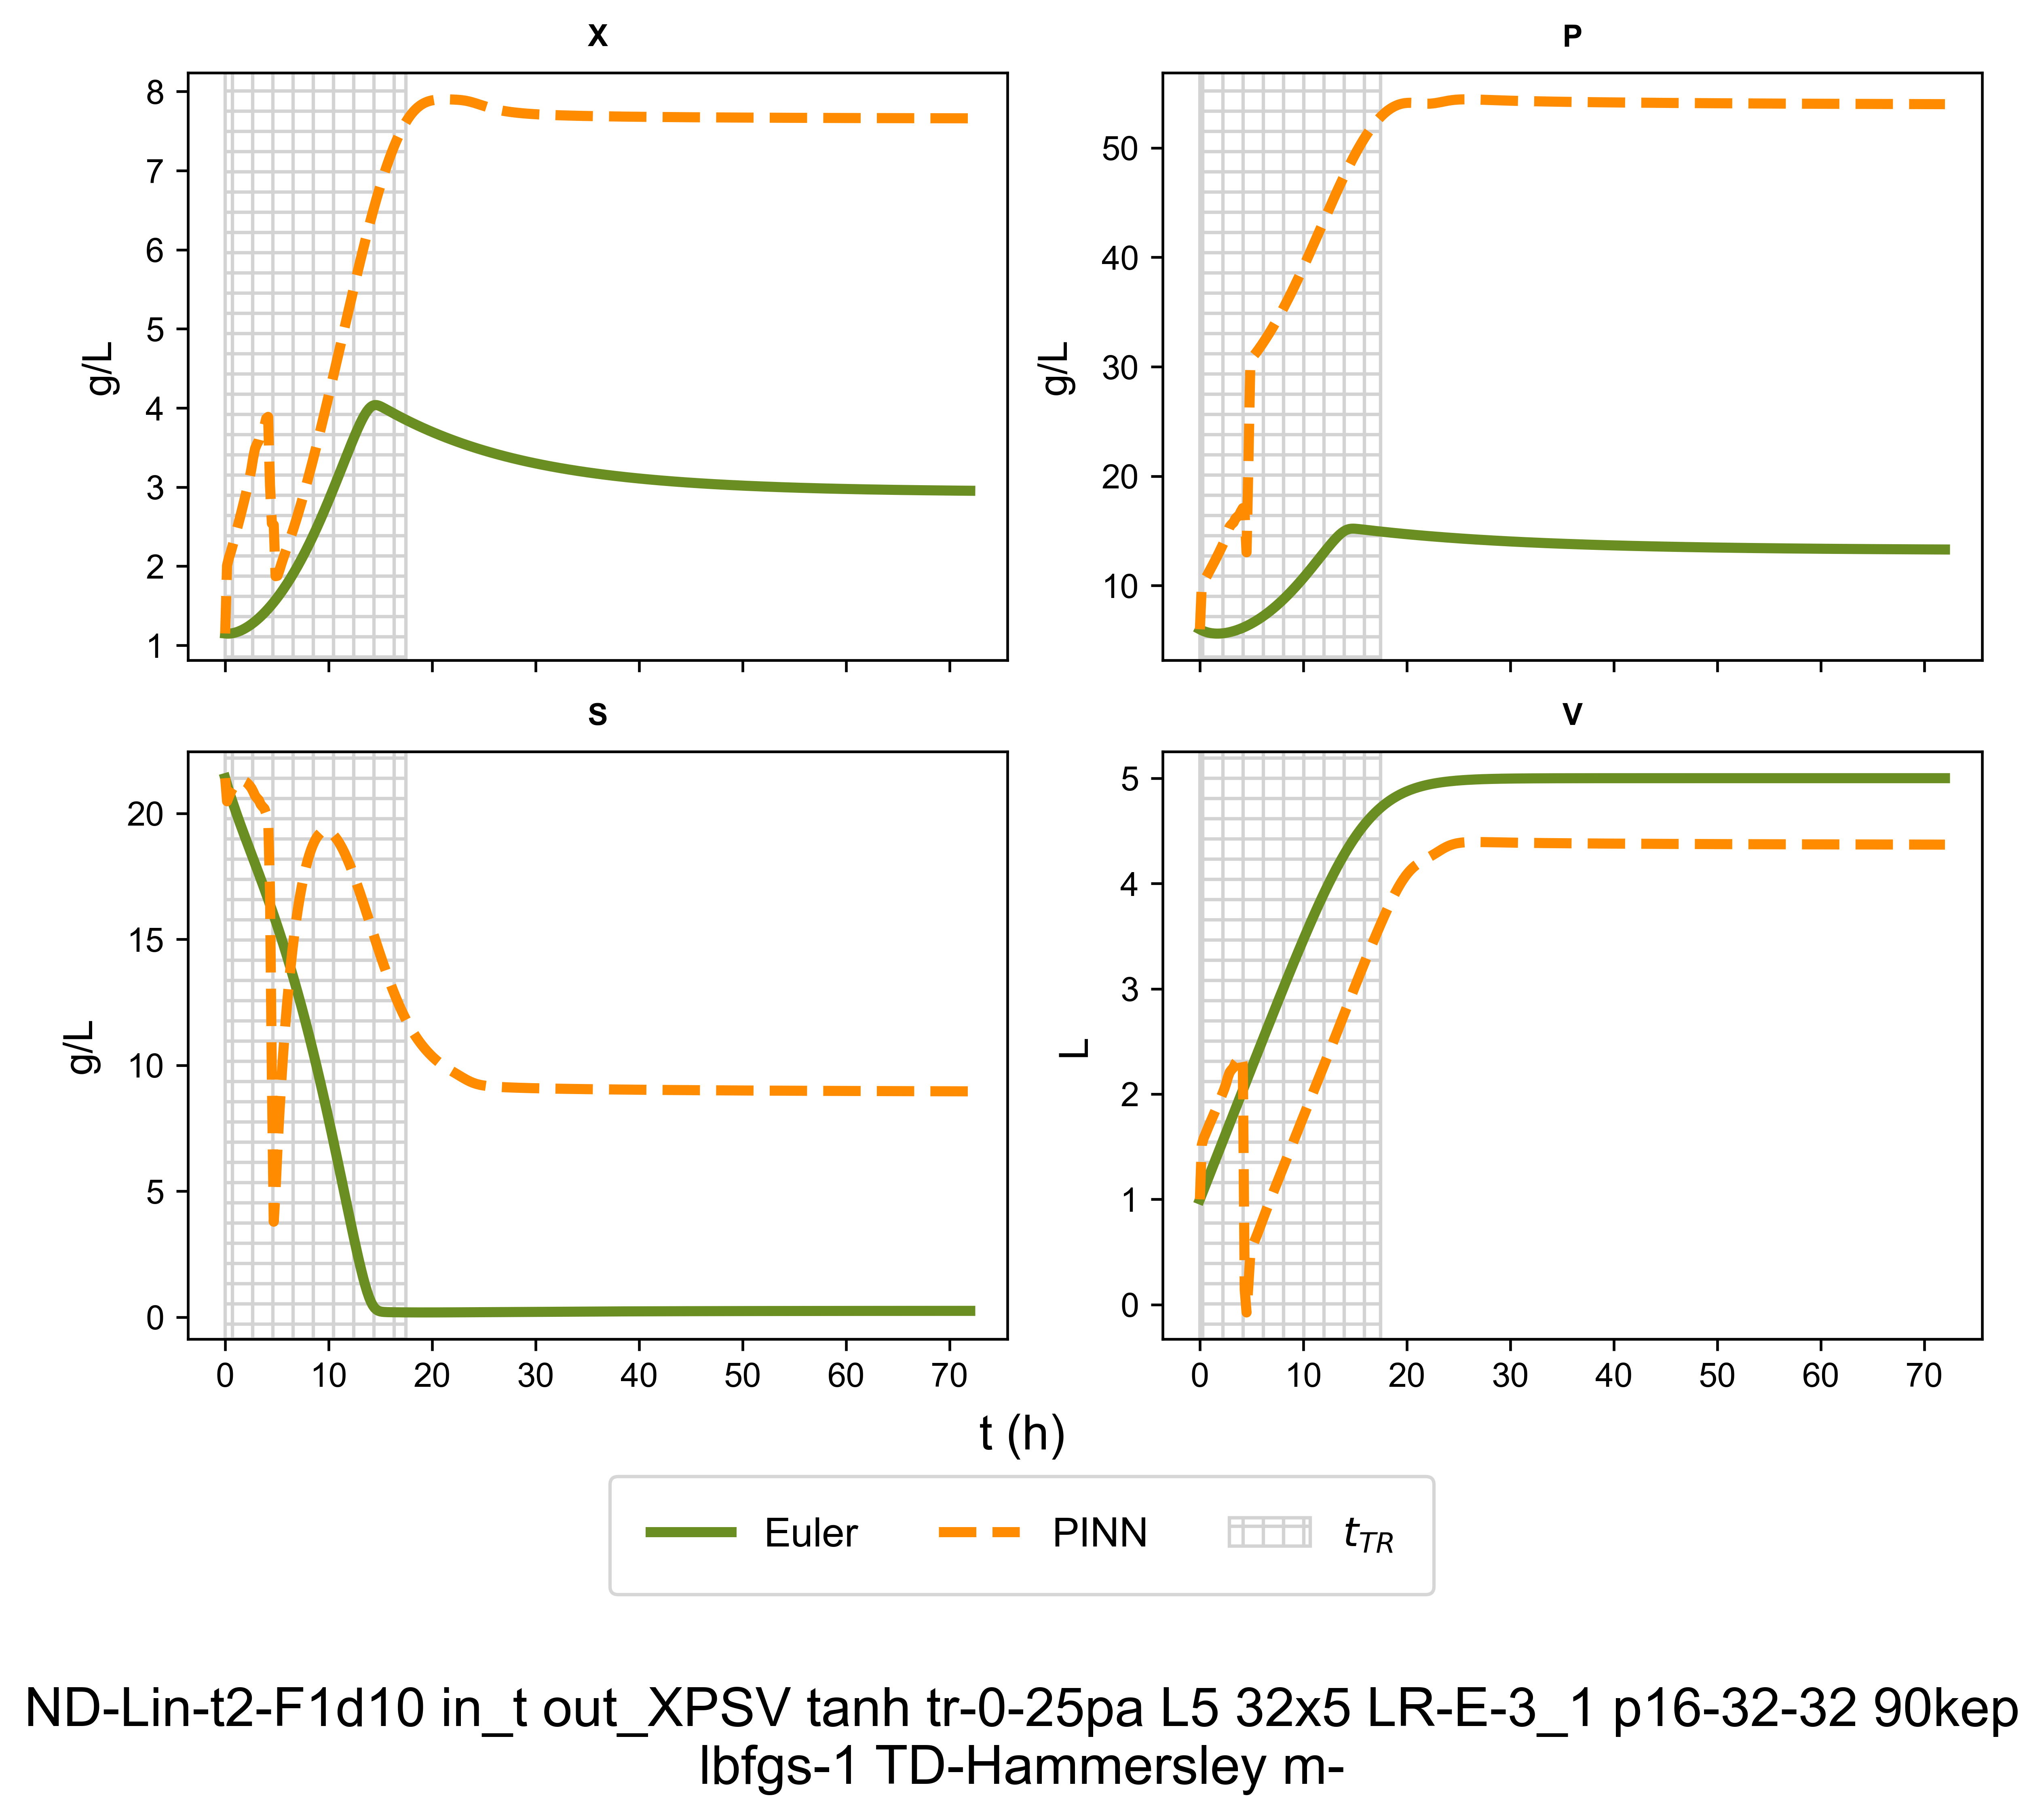 X
P
8
7
6
5
4
3
2
1
g/L
50
40
30
20
10
g/L
S
V
20
15
10
5
0
g/L
5
4
3
2
1
0
L
0 10 20 30 40 50 60 70
0 10 20 30 40 50 60 70
t (h)
Euler PINN t_TR
ND-Lin-t2-F1d10 in_t out_XPSV tanh tr-0-25pa L5 32x5 LR-E-3_1 p16-32-32 90kep
lbfgs-1 TD-Hammersley m-